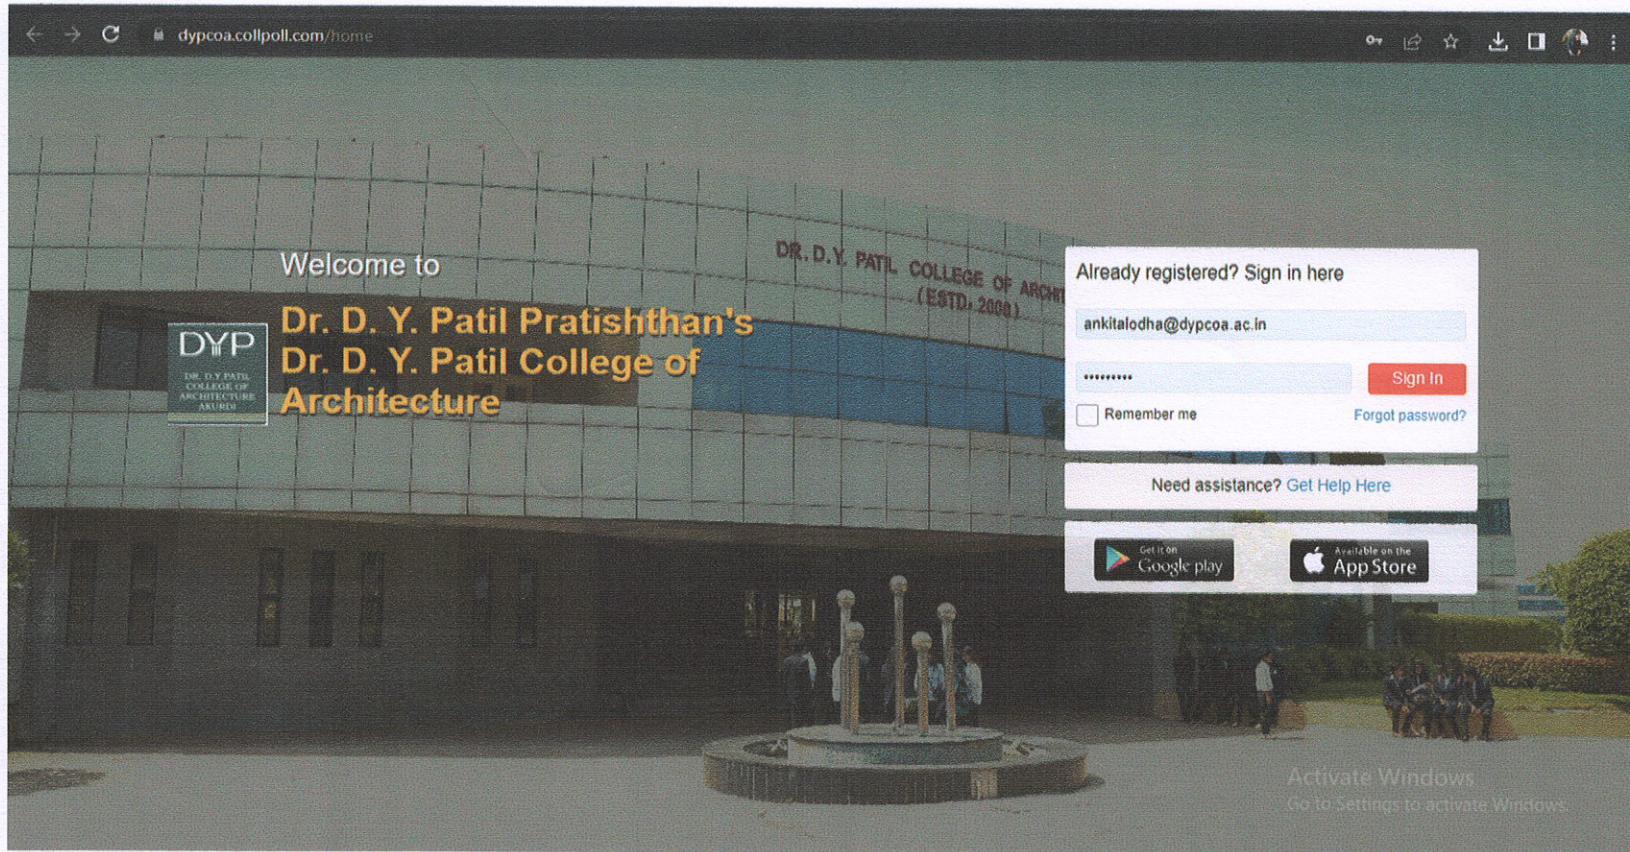 dypcoa.collpoll.com/home
DR. D.Y. PATIL COLLEGE OF ARCHIT
(ESTD. 2008)
Welcome to
Dr. D. Y. Patil Pratishthan's
Dr. D. Y. Patil College of
Architecture
DYP
DR. D.Y.PATIL
COLLEGE OF
ARCHITECTURE
AKURDI
Already registered? Sign in here
ankitalodha@dypcoa.ac.in
•••••••••
Sign In
Remember me
Forgot password?
Need assistance? Get Help Here
Get it on
Google play
Available on the
App Store
Activate Windows
Go to Settings to activate Windows.